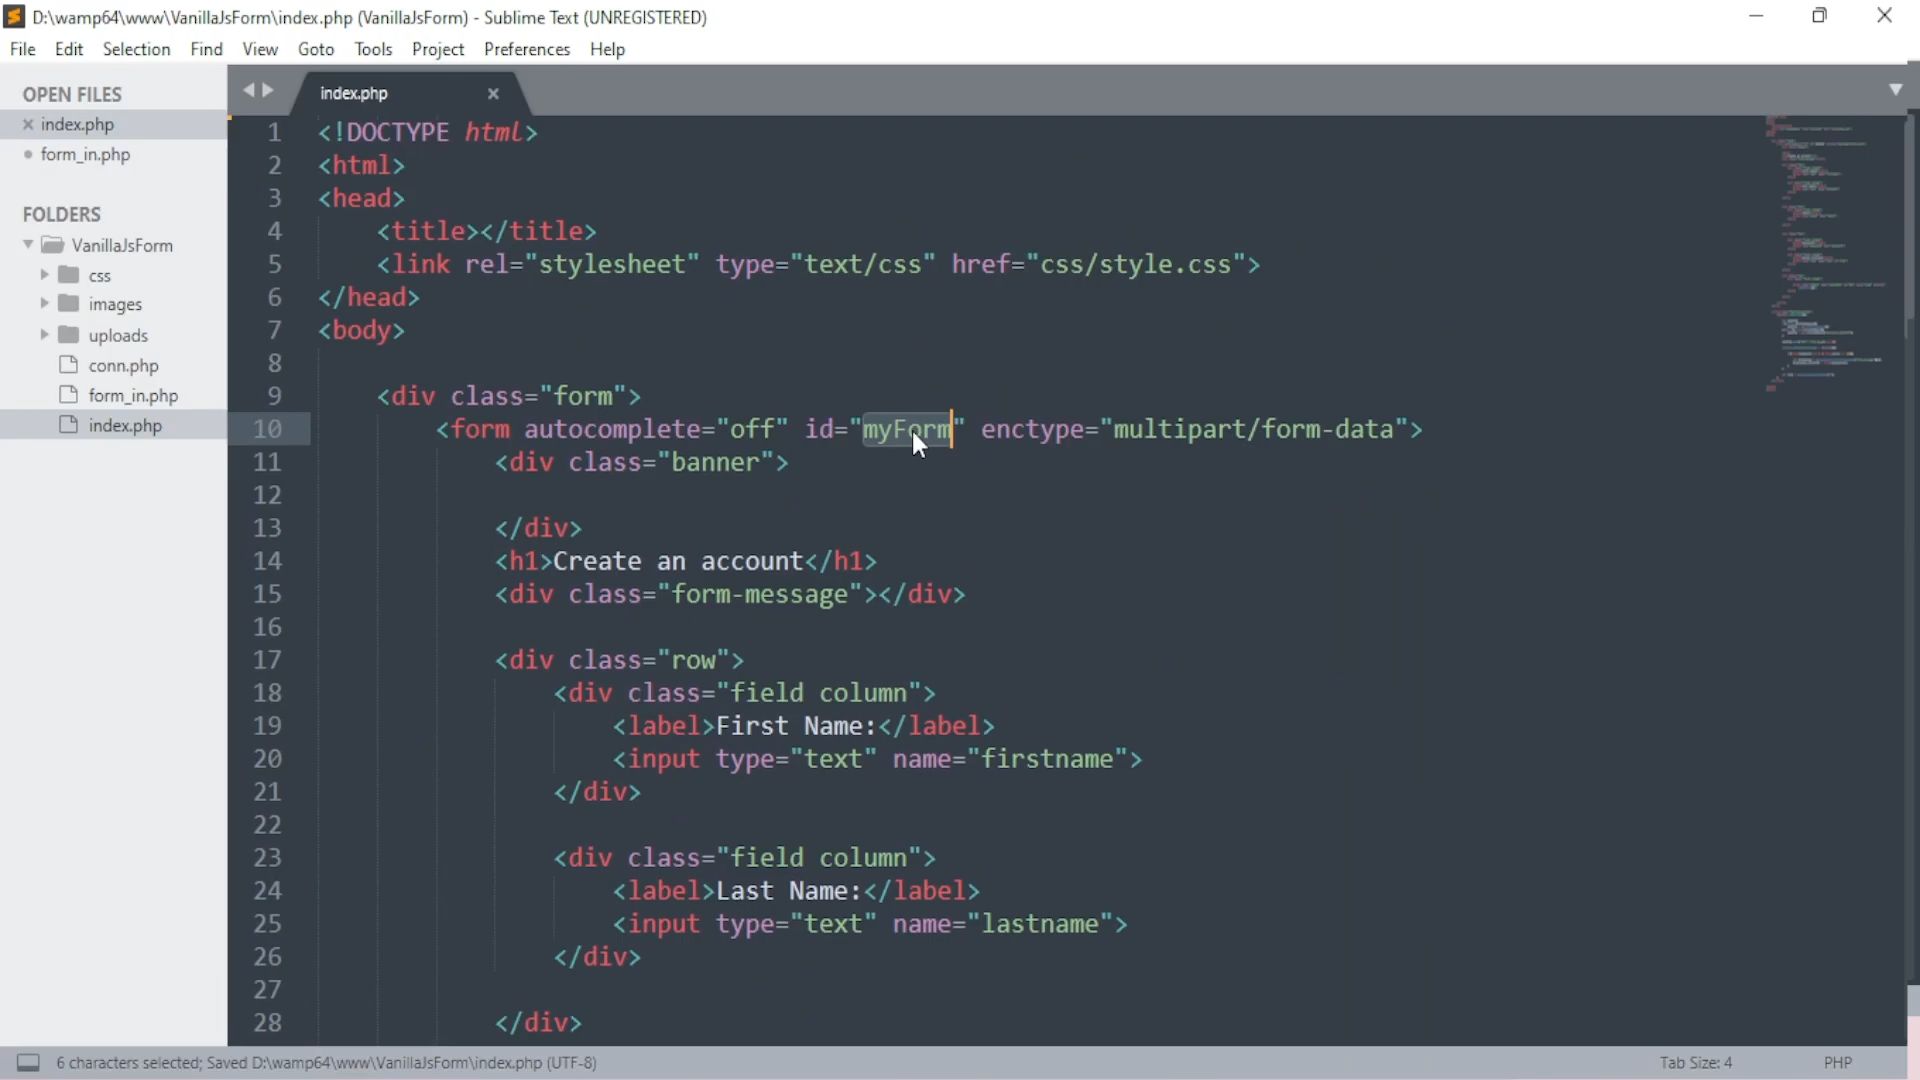 D:\wamp64\www\VanillaJsForm\index.php (VanillaJsForm) - Sublime Text (UNREGISTERED)
File Edit Selection Find View Goto Tools Project Preferences Help
OPEN FILES
index.php
form_in.php
FOLDERS
VanillaJsForm
css
images
uploads
conn.php
form_in.php
index.php
index.php
1 <!DOCTYPE html>
2 <html>
3 <head>
4 <title></title>
5 <link rel="stylesheet" type="text/css" href="css/style.css">
6 </head>
7 <body>
8
9 <div class="form">
10 <form autocomplete="off" id="myForm" enctype="multipart/form-data">
11 <div class="banner">
12
13 </div>
14 <h1>Create an account</h1>
15 <div class="form-message"></div>
16
17 <div class="row">
18 <div class="field column">
19 <label>First Name:</label>
20 <input type="text" name="firstname">
21 </div>
22
23 <div class="field column">
24 <label>Last Name:</label>
25 <input type="text" name="lastname">
26 </div>
27
28 </div>
6 characters selected; Saved D:\wamp64\www\VanillaJsForm\index.php (UTF-8)
Tab Size: 4
PHP